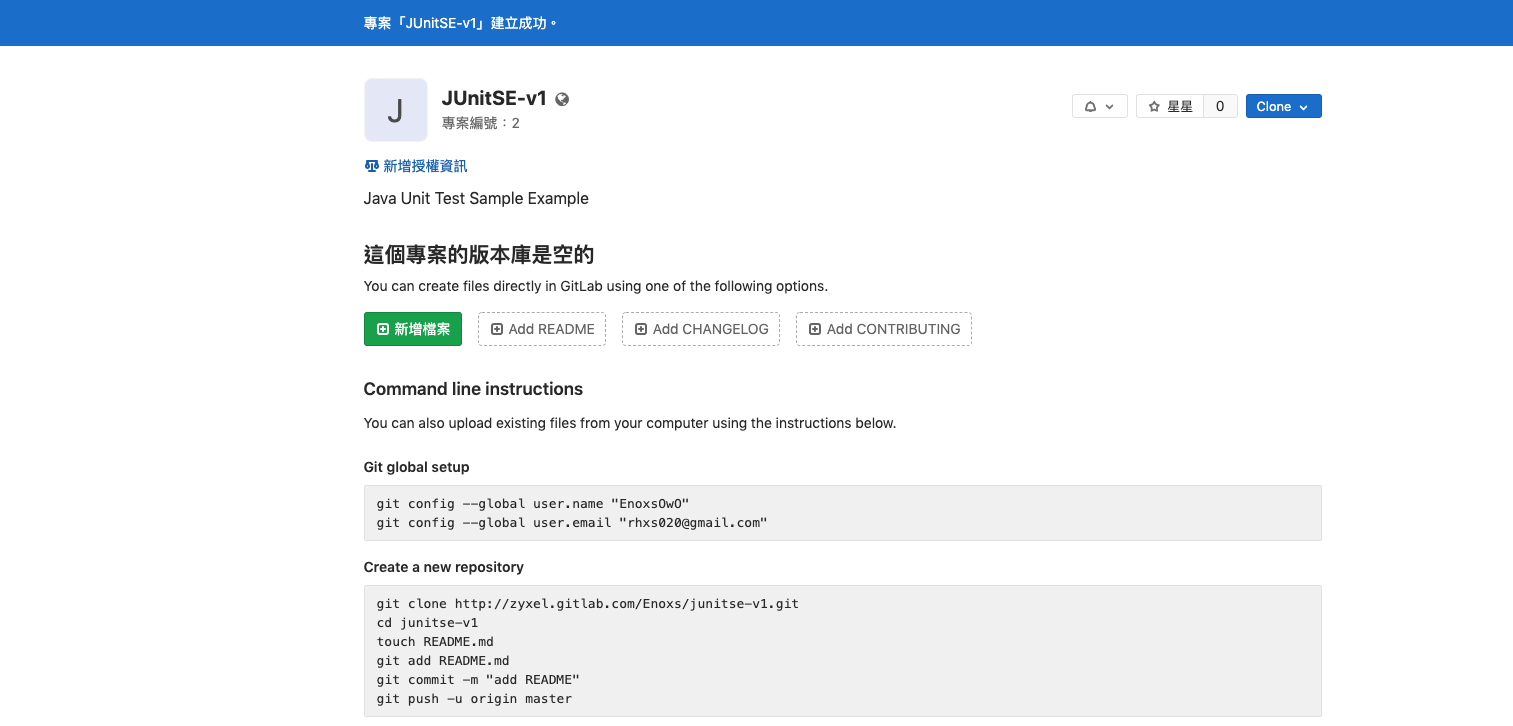 專案「JUnitSE-v1」建立成功。
J
JUnitSE-v1
專案編號：2
星星 0
Clone
新增授權資訊
Java Unit Test Sample Example
這個專案的版本庫是空的
You can create files directly in GitLab using one of the following options.
新增檔案 Add README Add CHANGELOG Add CONTRIBUTING
Command line instructions
You can also upload existing files from your computer using the instructions below.
Git global setup
git config --global user.name "EnoxsOwO"
git config --global user.email "rhxs020@gmail.com"
Create a new repository
git clone http://zyxel.gitlab.com/Enoxs/junitse-v1.git
cd junitse-v1
touch README.md
git add README.md
git commit -m "add README"
git push -u origin master